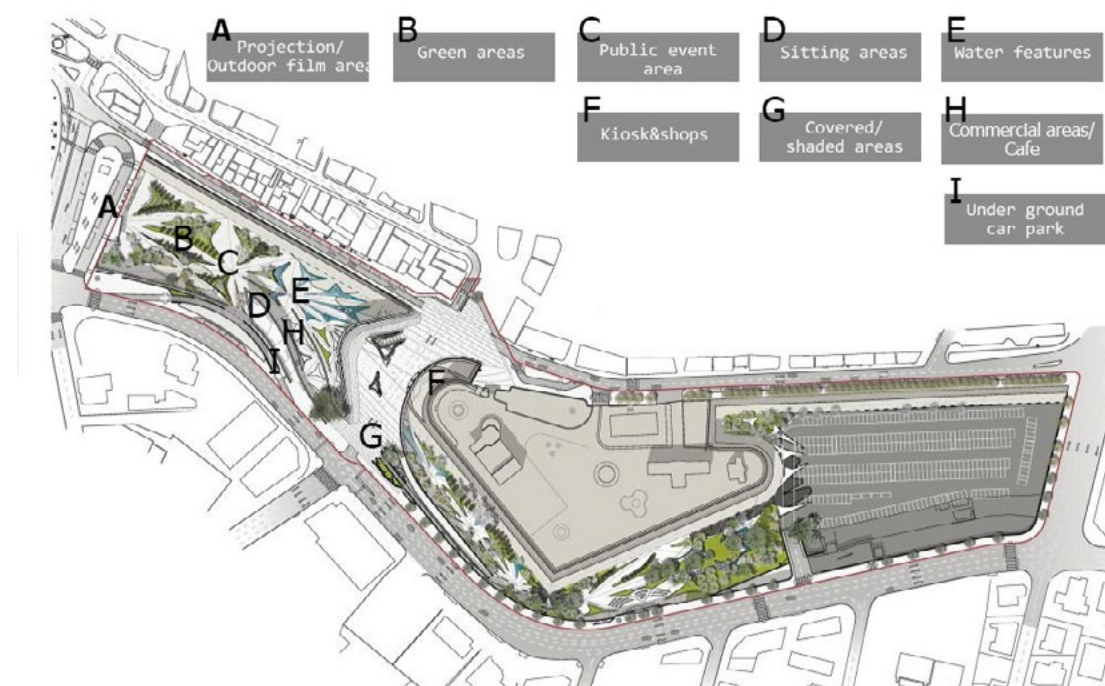 A
Projection/
Outdoor film area
B
Green areas
C
Public event
area
D
Sitting areas
E
Water features
F
Kiosk&shops
G
Covered/
shaded areas
H
Commercial areas/
Cafe
I
Under ground
car park
A
B
C
D
E
H
I
F
G